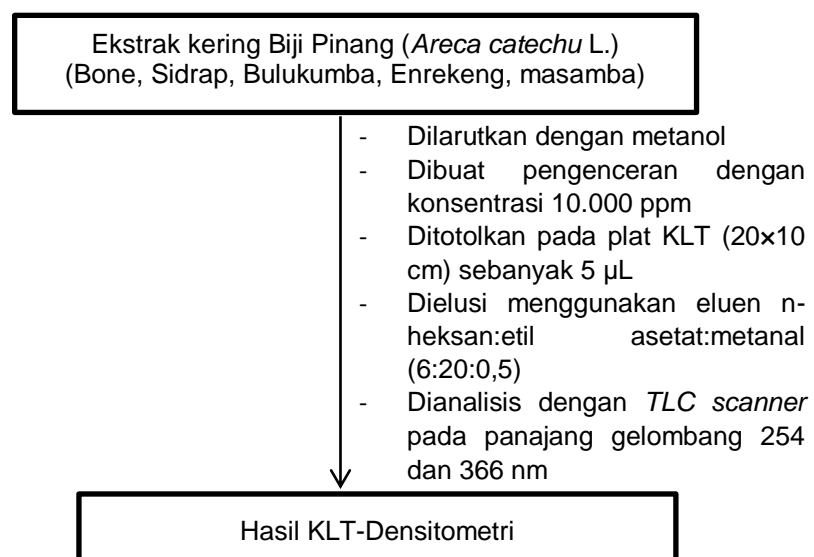 Ekstrak kering Biji Pinang (Areca catechu L.)
(Bone, Sidrap, Bulukumba, Enrekeng, masamba)
- Dilarutkan dengan metanol
- Dibuat pengenceran dengan
konsentrasi 10.000 ppm
- Ditotolkan pada plat KLT (20×10
cm) sebanyak 5 µL
- Dielusi menggunakan eluen n-
heksan:etil asetat:metanal
(6:20:0,5)
- Dianalisis dengan TLC scanner
pada panajang gelombang 254
dan 366 nm
Hasil KLT-Densitometri